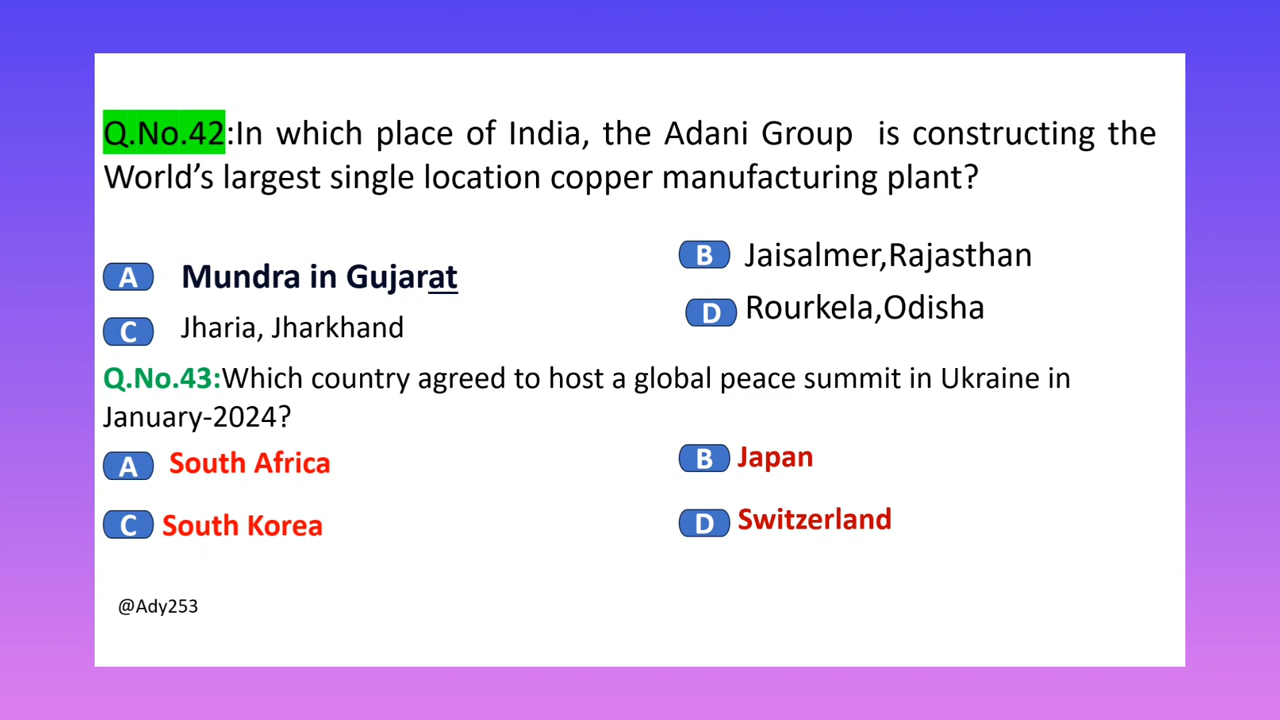 Q.No.42:In which place of India, the Adani Group is constructing the
World’s largest single location copper manufacturing plant?
A Mundra in Gujarat
B Jaisalmer,Rajasthan
C Jharia, Jharkhand
D Rourkela,Odisha
Q.No.43:Which country agreed to host a global peace summit in Ukraine in
January-2024?
A South Africa
B Japan
C South Korea
D Switzerland
@Ady253